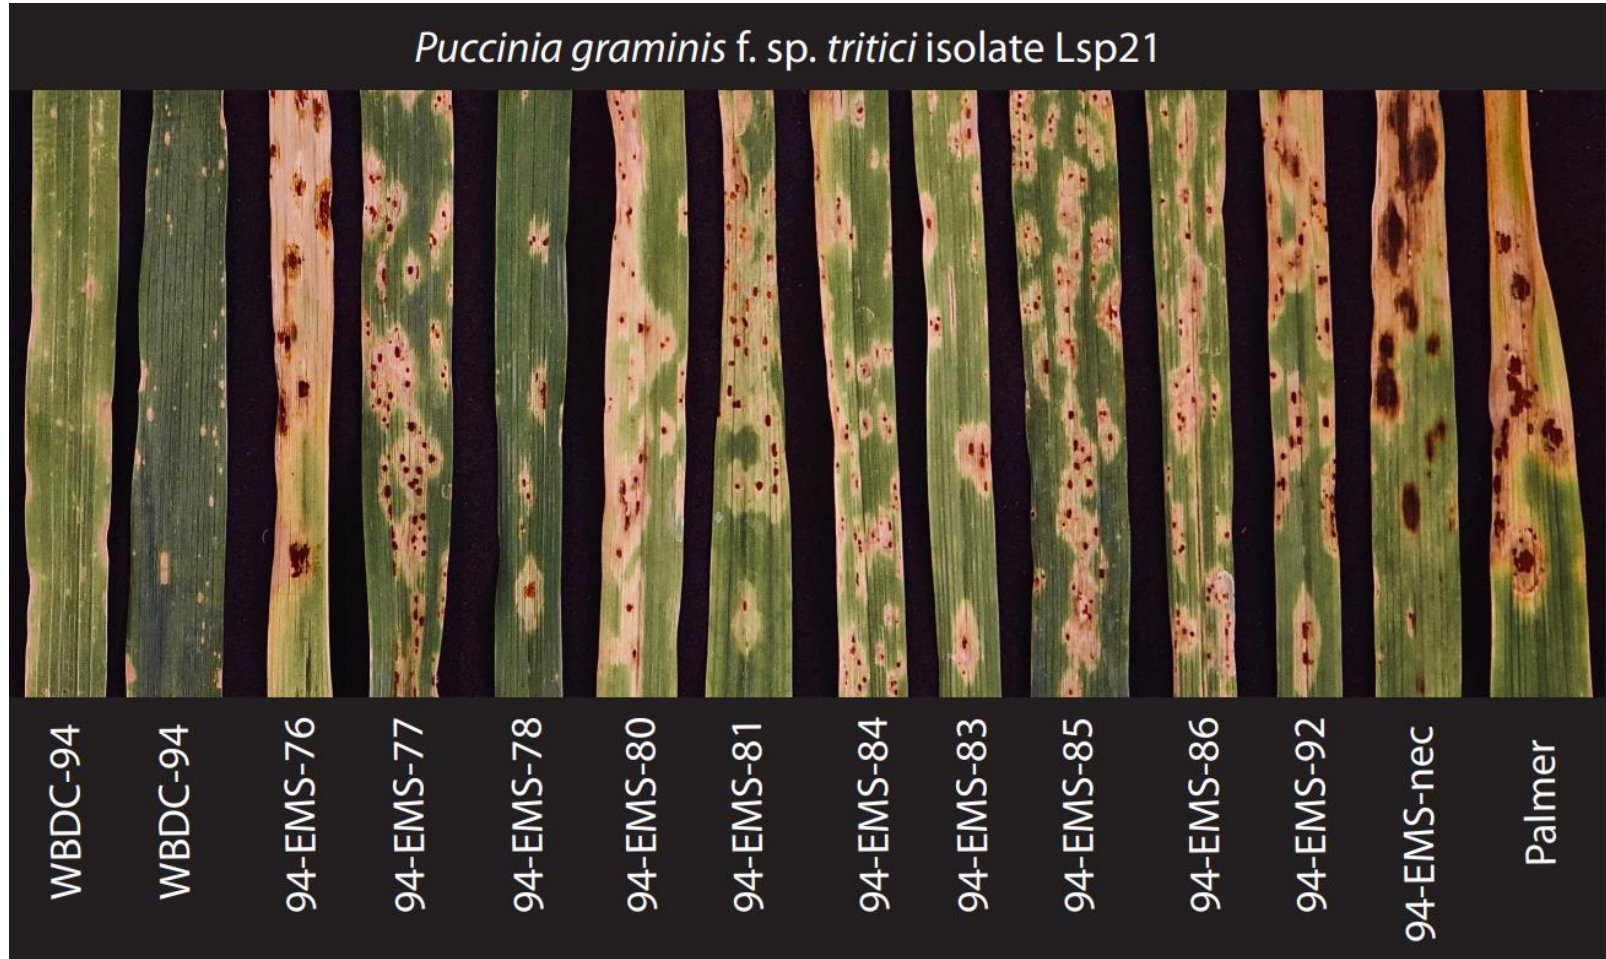 Puccinia graminis f. sp. tritici isolate Lsp21
WBDC-94
WBDC-94
94-EMS-76
94-EMS-77
94-EMS-78
94-EMS-80
94-EMS-81
94-EMS-84
94-EMS-83
94-EMS-85
94-EMS-86
94-EMS-92
94-EMS-nec
Palmer